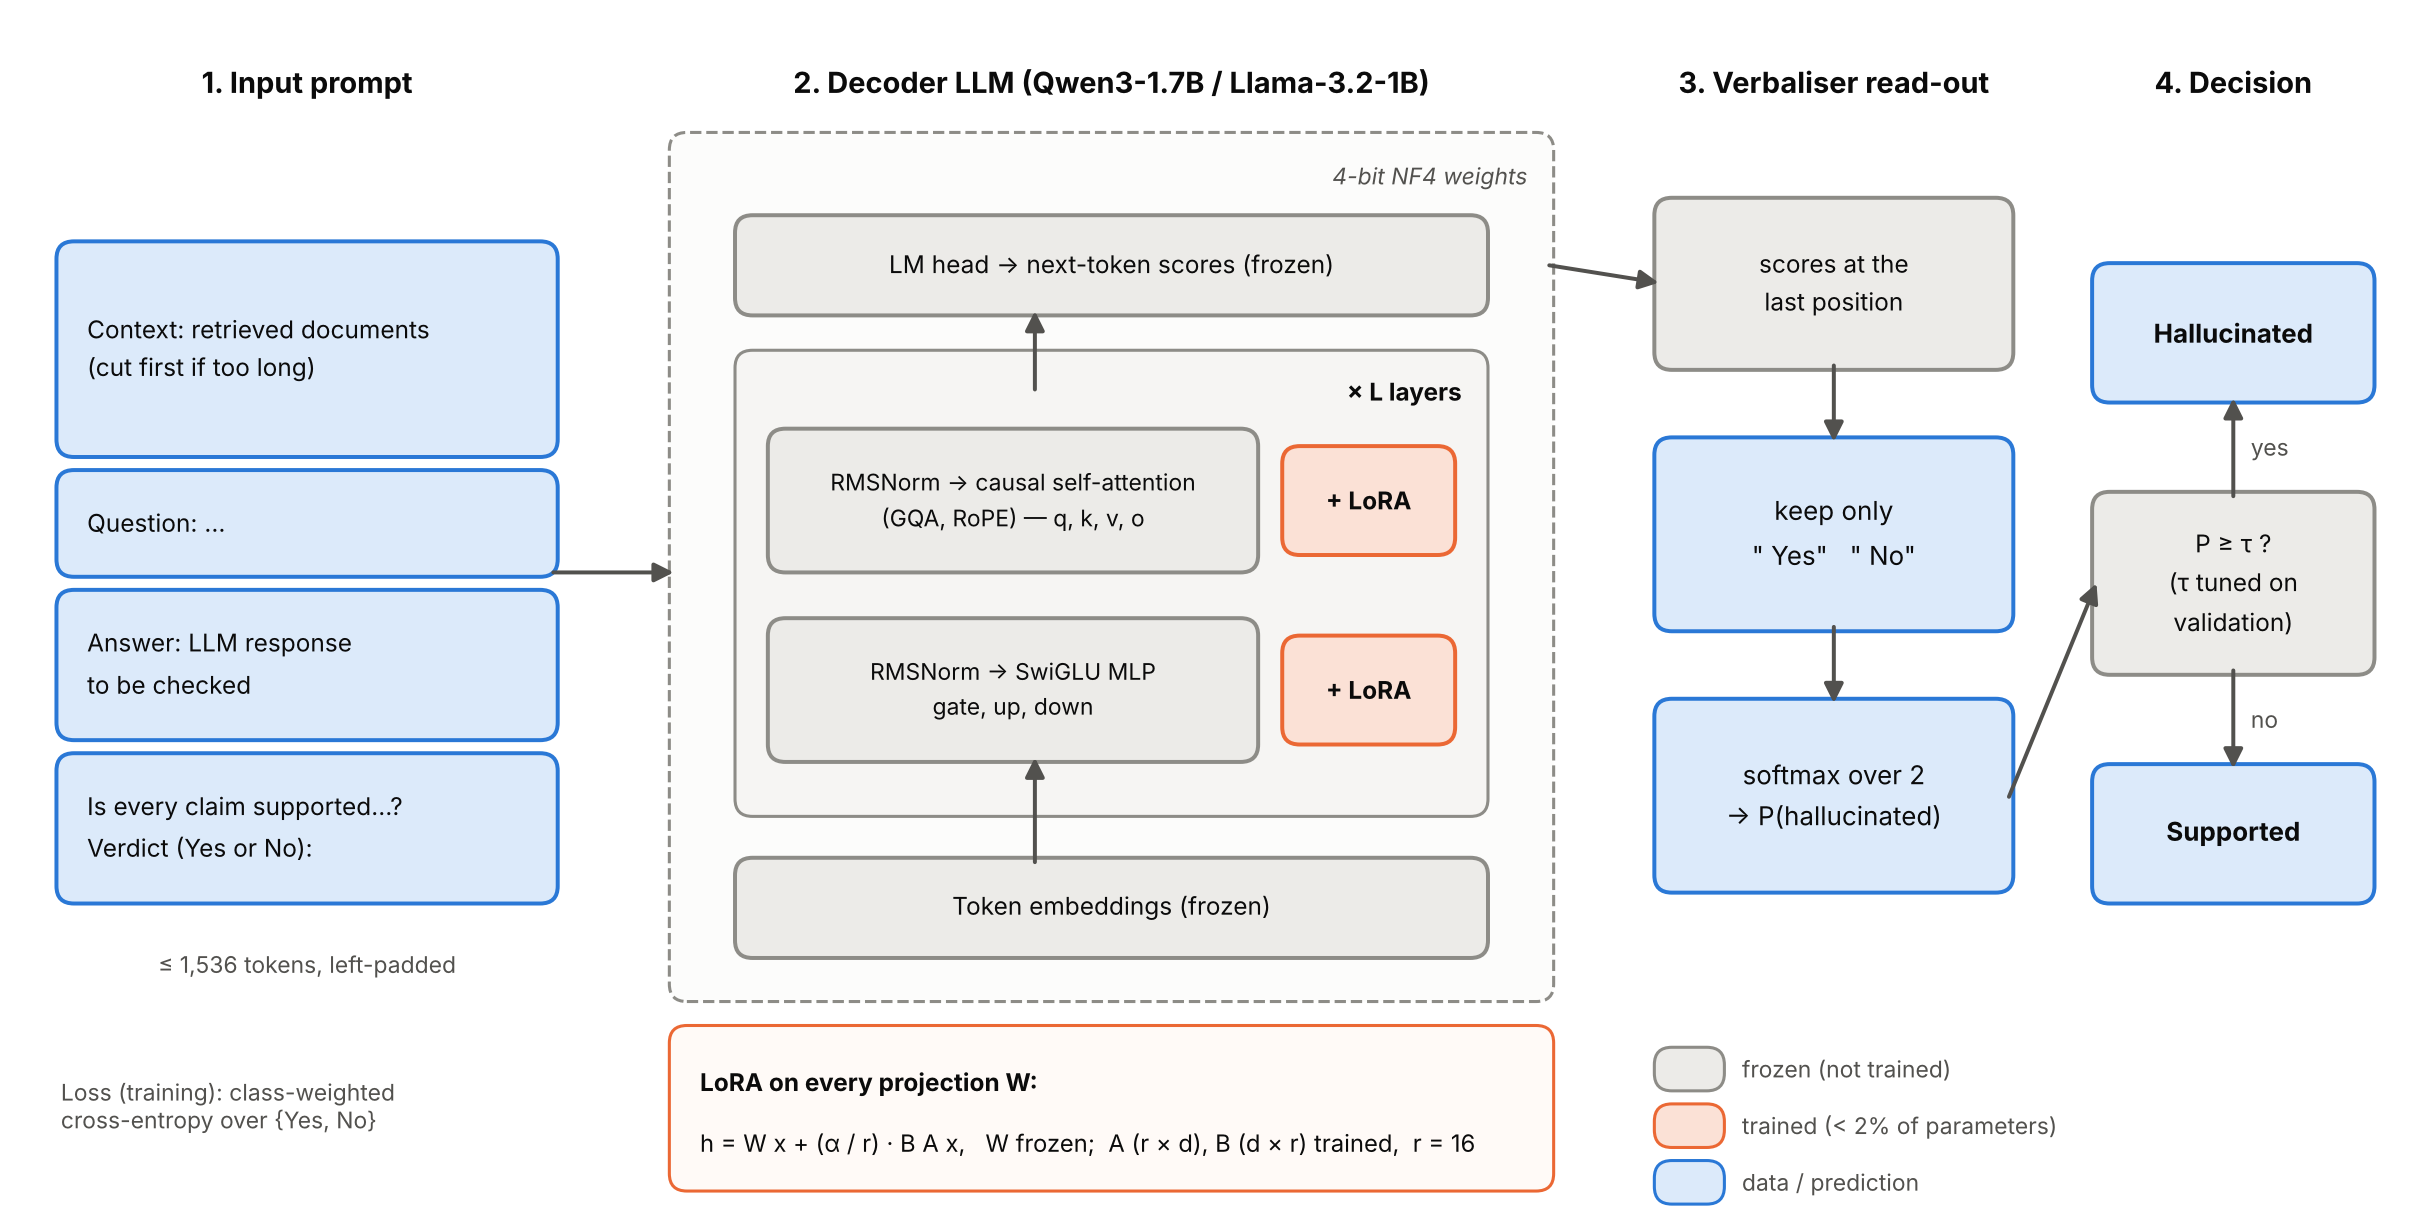 1. Input prompt
Context: retrieved documents
(cut first if too long)
Question: ...
Answer: LLM response
to be checked
Is every claim supported...?
Verdict (Yes or No):
≤ 1,536 tokens, left-padded
Loss (training): class-weighted
cross-entropy over {Yes, No}
2. Decoder LLM (Qwen3-1.7B / Llama-3.2-1B)
4-bit NF4 weights
LM head → next-token scores (frozen)
× L layers
RMSNorm → causal self-attention
(GQA, RoPE) — q, k, v, o
+ LoRA
RMSNorm → SwiGLU MLP
gate, up, down
+ LoRA
Token embeddings (frozen)
LoRA on every projection W:
h = W x + (α / r) · B A x, W frozen; A (r × d), B (d × r) trained, r = 16
3. Verbaliser read-out
scores at the
last position
keep only
" Yes" " No"
softmax over 2
→ P(hallucinated)
4. Decision
Hallucinated
yes
P ≥ τ ?
(τ tuned on
validation)
no
Supported
frozen (not trained)
trained (< 2% of parameters)
data / prediction